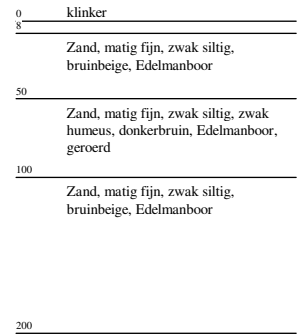 0 klinker
8
Zand, matig fijn, zwak siltig,
bruinbeige, Edelmanboor
50
Zand, matig fijn, zwak siltig, zwak
humeus, donkerbruin, Edelmanboor,
geroerd
100
Zand, matig fijn, zwak siltig,
bruinbeige, Edelmanboor
200